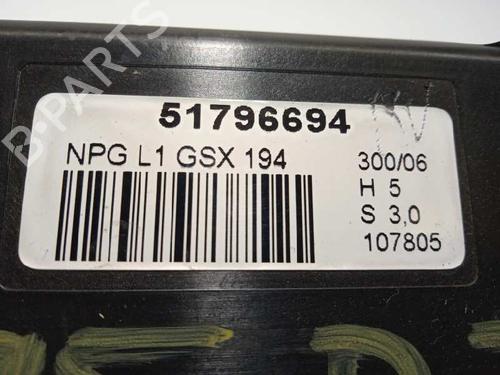 B-PARTS
51796694
NPG L1 GSX 194
300/06
H 5
S 3,0
107805